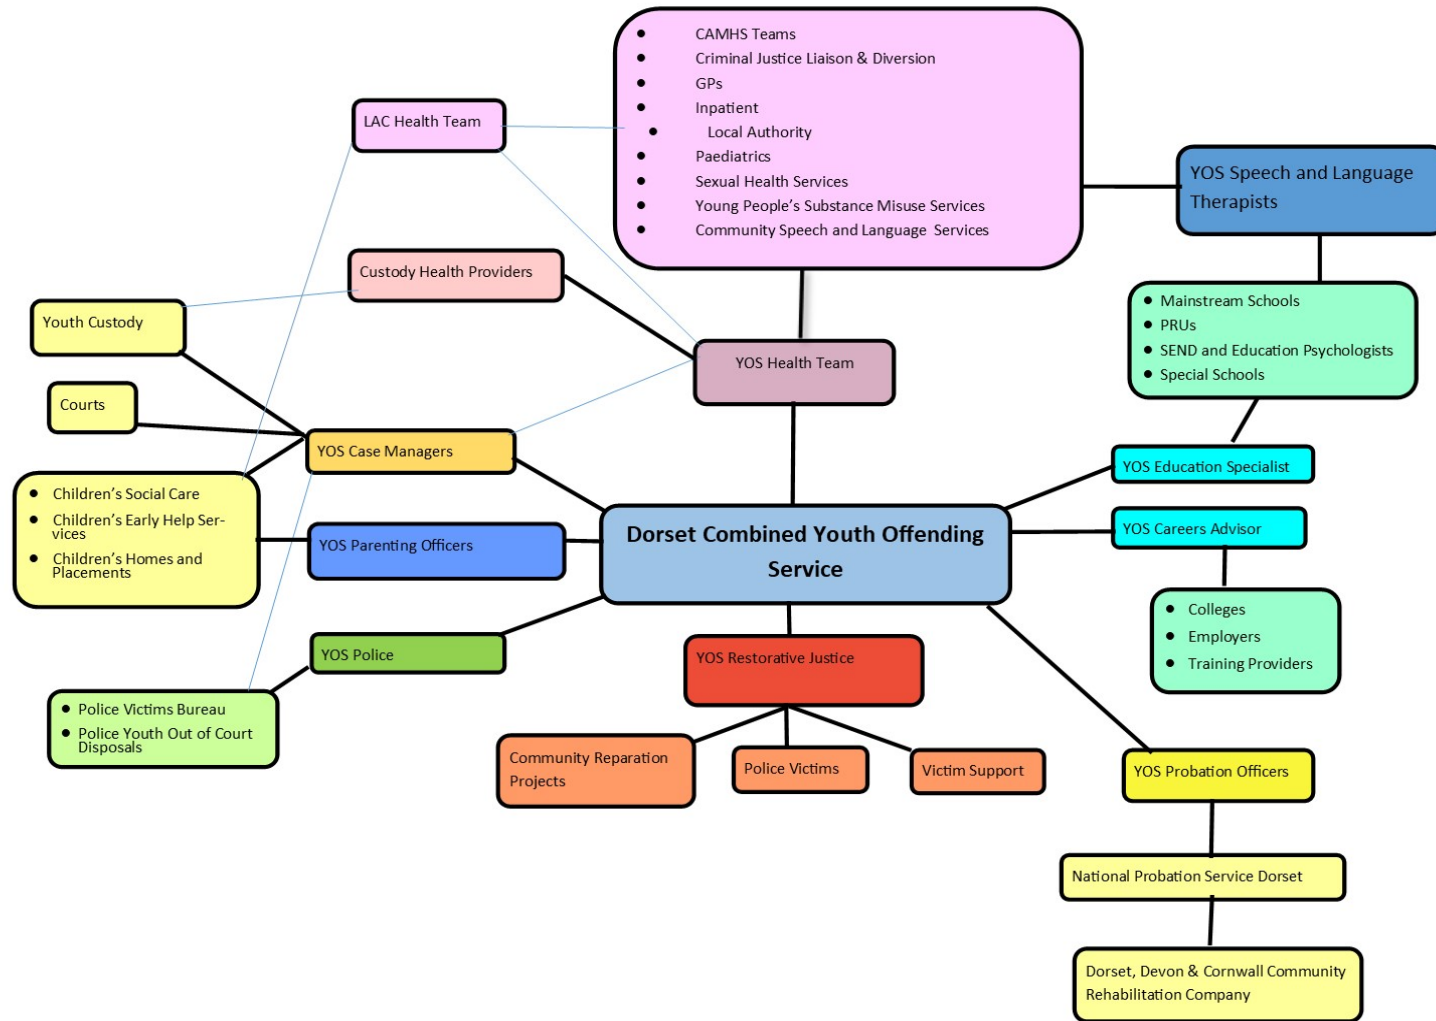 • CAMHS Teams
• Criminal Justice Liaison & Diversion
• GPs
• Inpatient
• Local Authority
• Paediatrics
• Sexual Health Services
• Young People’s Substance Misuse Services
• Community Speech and Language Services
LAC Health Team
YOS Speech and Language
Therapists
Custody Health Providers
Youth Custody
• Mainstream Schools
• PRUs
• SEND and Education Psychologists
• Special Schools
YOS Health Team
Courts
YOS Case Managers
YOS Education Specialist
• Children’s Social Care
• Children’s Early Help Ser-
vices
• Children’s Homes and
Placements
YOS Parenting Officers
Dorset Combined Youth Offending
Service
YOS Careers Advisor
• Colleges
• Employers
• Training Providers
YOS Police
YOS Restorative Justice
• Police Victims Bureau
• Police Youth Out of Court
Disposals
Community Reparation
Projects
Police Victims
Victim Support
YOS Probation Officers
National Probation Service Dorset
Dorset, Devon & Cornwall Community
Rehabilitation Company